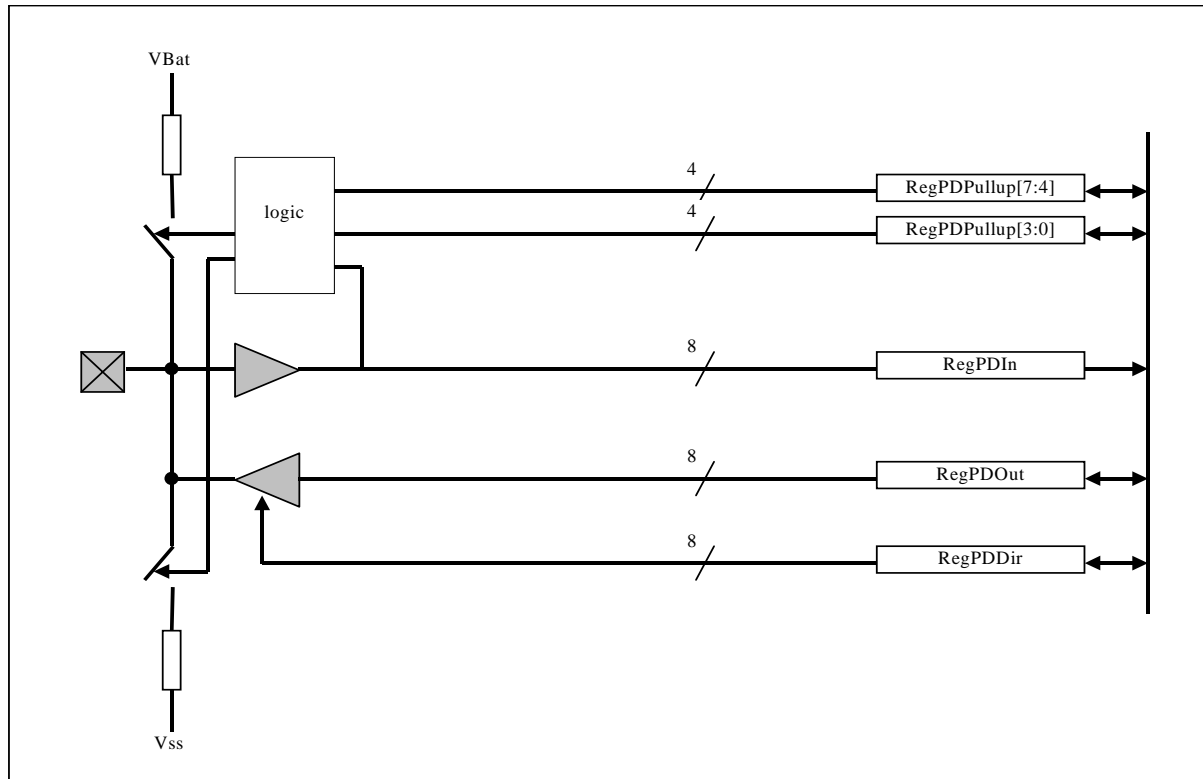 VBat
logic
4
RegPDPullup[7:4]
4
RegPDPullup[3:0]
8
RegPDIn
8
RegPDOut
8
RegPDDir
Vss